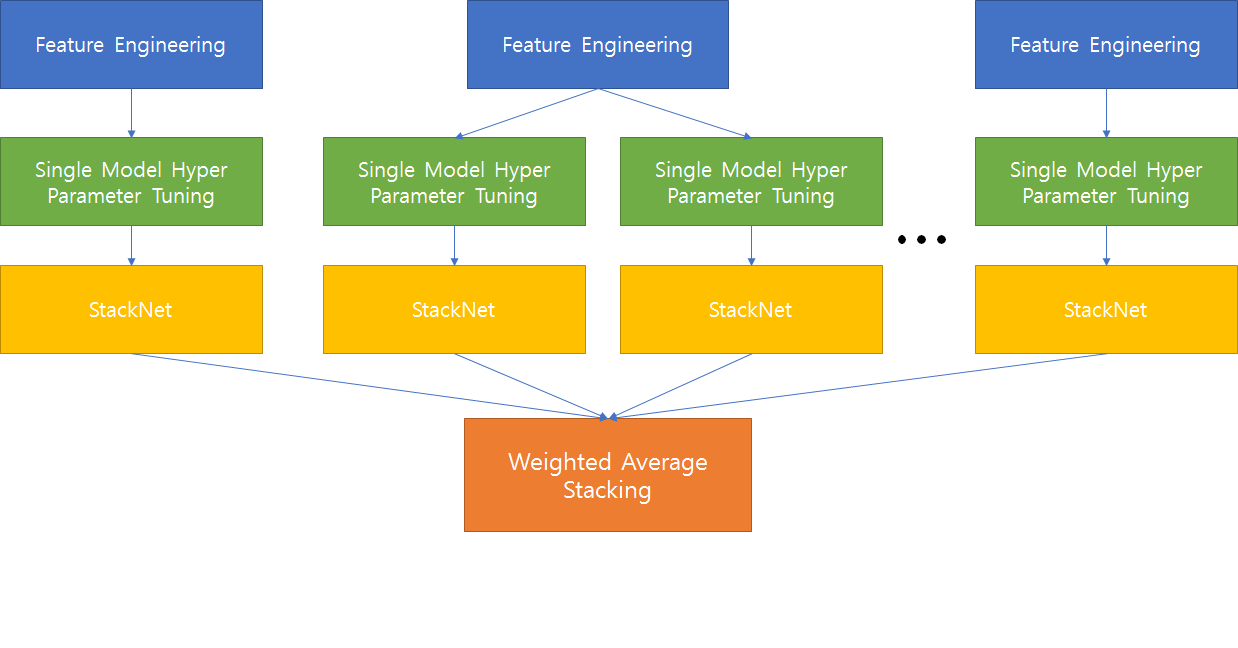 Feature Engineering
Feature Engineering
Feature Engineering
Single Model Hyper
Parameter Tuning
Single Model Hyper
Parameter Tuning
Single Model Hyper
Parameter Tuning
Single Model Hyper
Parameter Tuning
...
StackNet
StackNet
StackNet
StackNet
Weighted Average
Stacking